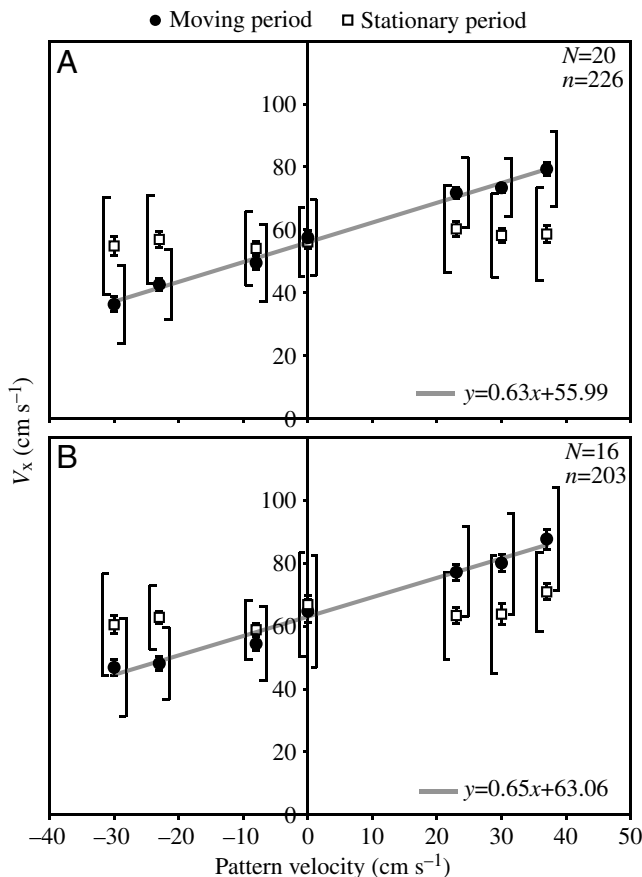 ● Moving period □ Stationary period
A
N=20
n=226
100
80
60
40
20
0
y=0.63x+55.99
Vx (cm s⁻¹)
B
N=16
n=203
100
80
60
40
20
0
y=0.65x+63.06
–40 –30 –20 –10 0 10 20 30 40 50
Pattern velocity (cm s⁻¹)